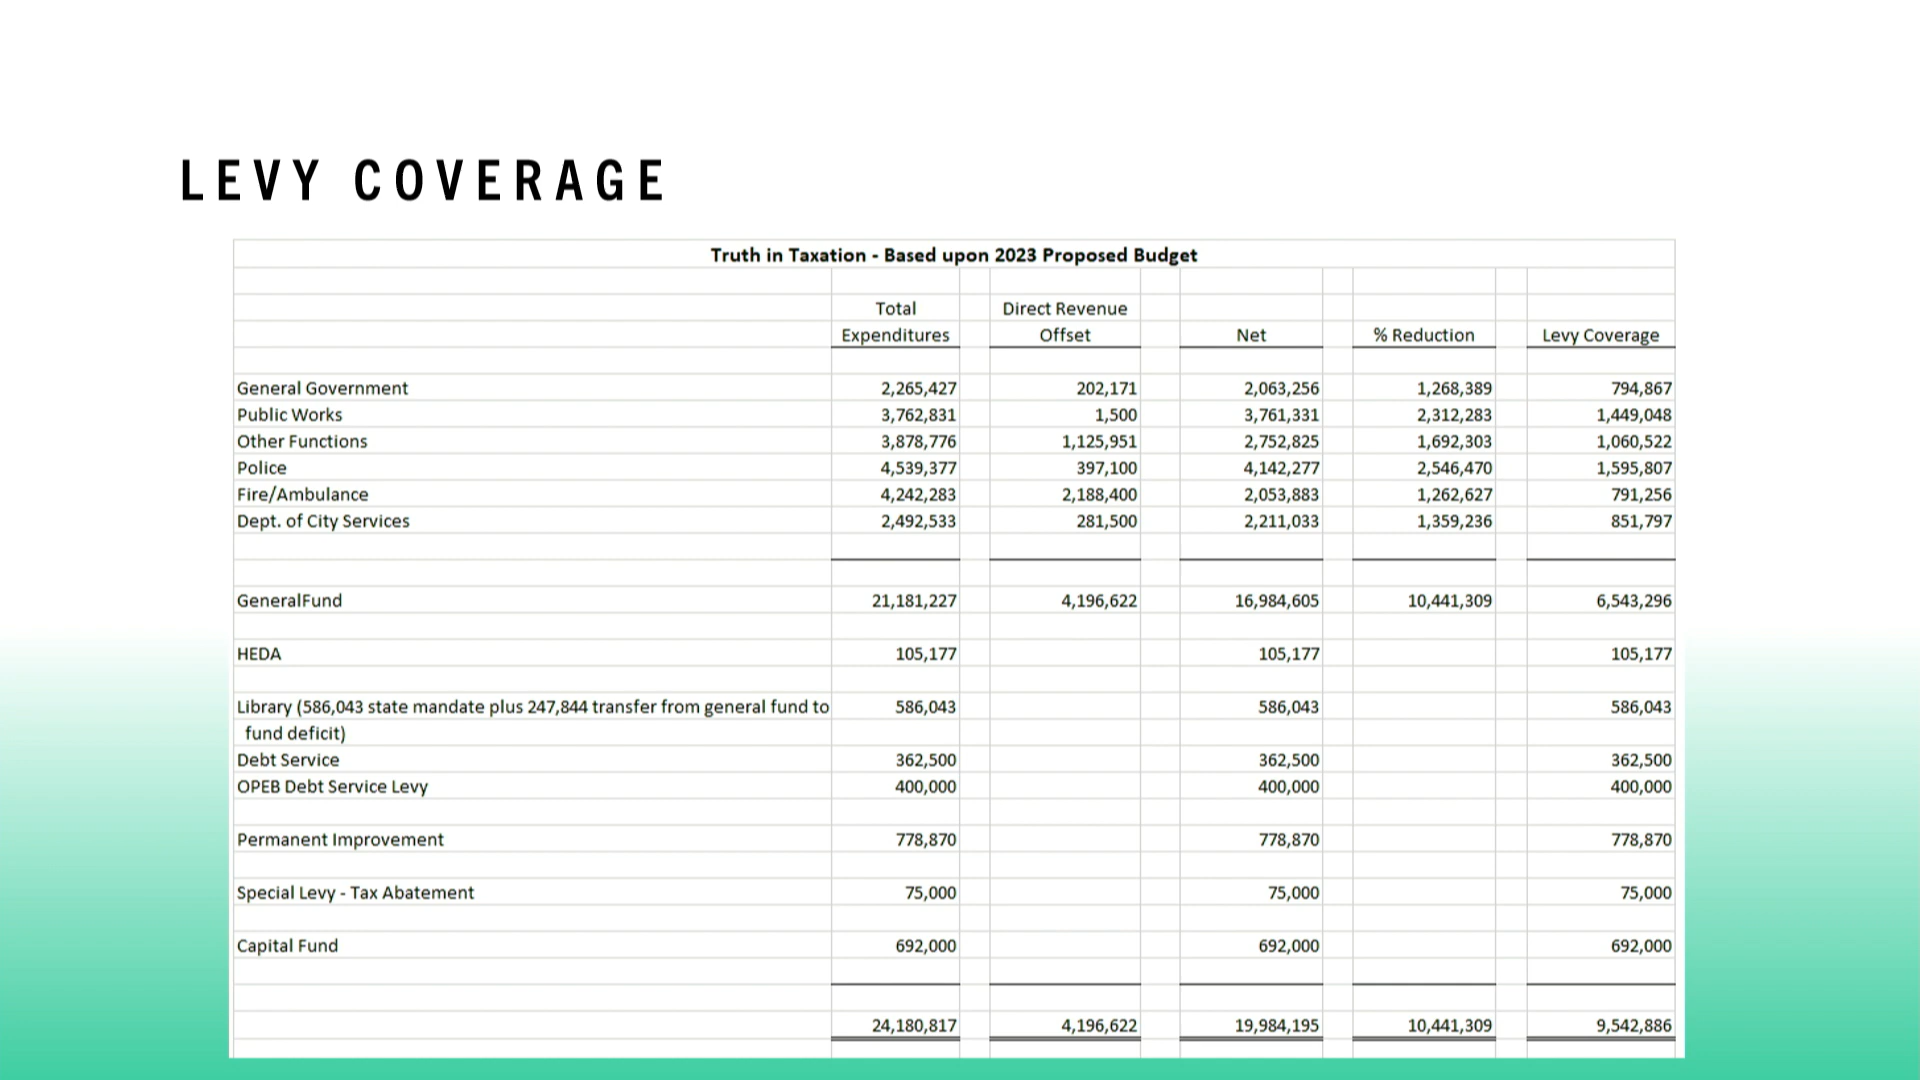 LEVY COVERAGE
Truth in Taxation - Based upon 2023 Proposed Budget
Total Direct Revenue
Expenditures Offset Net % Reduction Levy Coverage
General Government 2,265,427 202,171 2,063,256 1,268,389 794,867
Public Works 3,762,831 1,500 3,761,331 2,312,283 1,449,048
Other Functions 3,878,776 1,125,951 2,752,825 1,692,303 1,060,522
Police 4,539,377 397,100 4,142,277 2,546,470 1,595,807
Fire/Ambulance 4,242,283 2,188,400 2,053,883 1,262,627 791,256
Dept. of City Services 2,492,533 281,500 2,211,033 1,359,236 851,797
GeneralFund 21,181,227 4,196,622 16,984,605 10,441,309 6,543,296
HEDA 105,177 105,177 105,177
Library (586,043 state mandate plus 247,844 transfer from general fund to 586,043 586,043 586,043
fund deficit)
Debt Service 362,500 362,500 362,500
OPEB Debt Service Levy 400,000 400,000 400,000
Permanent Improvement 778,870 778,870 778,870
Special Levy - Tax Abatement 75,000 75,000 75,000
Capital Fund 692,000 692,000 692,000
24,180,817 4,196,622 19,984,195 10,441,309 9,542,886